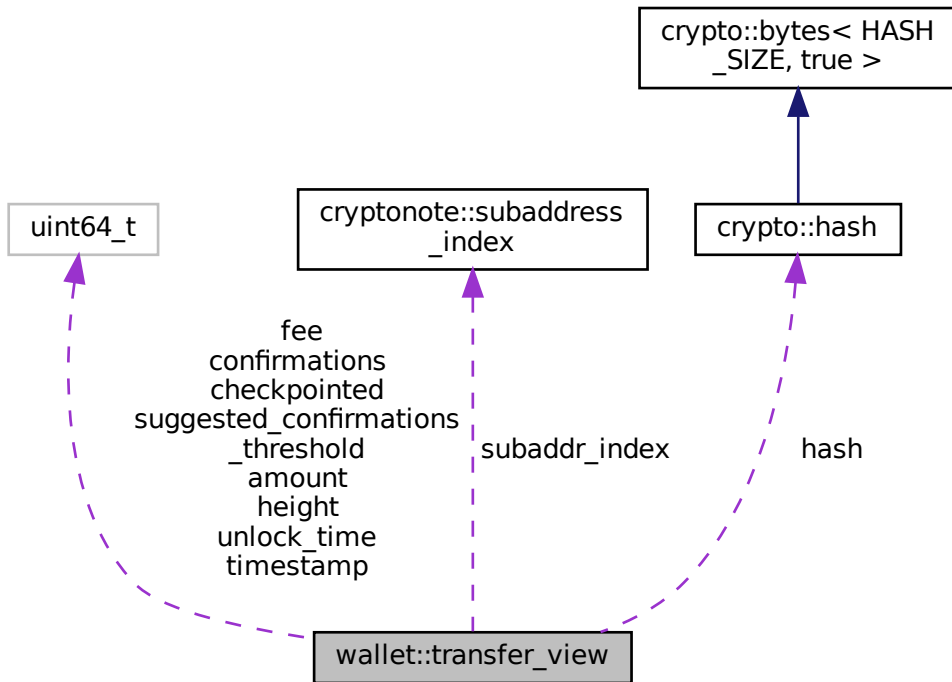 crypto::bytes< HASH
_SIZE, true >
uint64_t
cryptonote::subaddress
_index
crypto::hash
fee
confirmations
checkpointed
suggested_confirmations
_threshold
amount
height
unlock_time
timestamp
subaddr_index
hash
wallet::transfer_view